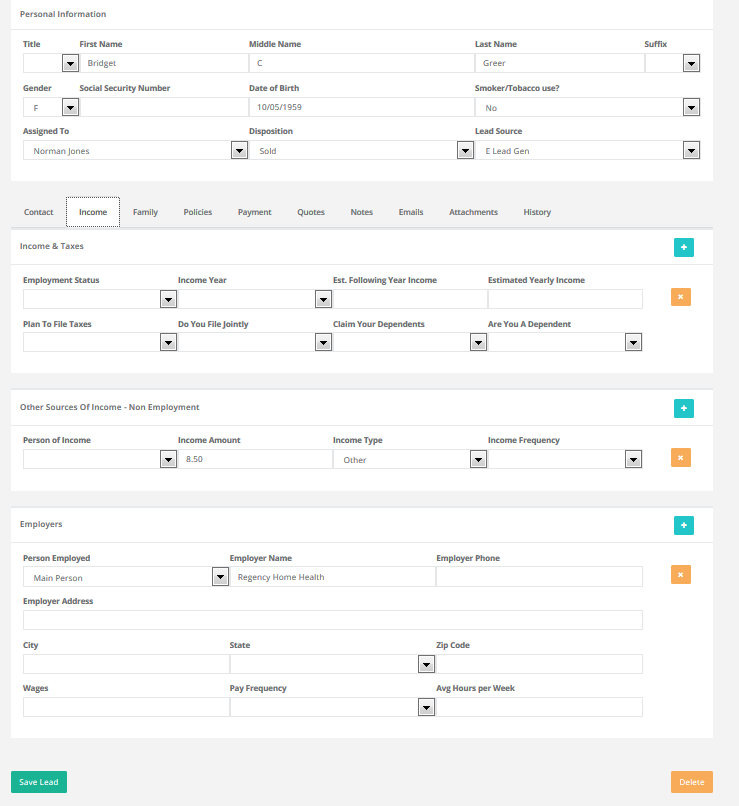 Personal Information
Title First Name Middle Name Last Name Suffix
Bridget C Greer
Gender Social Security Number Date of Birth Smoker/Tobacco use?
F 10/05/1959 No
Assigned To Disposition Lead Source
Norman Jones Sold E Lead Gen
Contact Income Family Policies Payment Quotes Notes Emails Attachments History
Income & Taxes +
Employment Status Income Year Est. Following Year Income Estimated Yearly Income
×
Plan To File Taxes Do You File Jointly Claim Your Dependents Are You A Dependent
Other Sources Of Income - Non Employment +
Person of Income Income Amount Income Type Income Frequency
8.50 Other ×
Employers +
Person Employed Employer Name Employer Phone
Main Person Regency Home Health ×
Employer Address
City State Zip Code
Wages Pay Frequency Avg Hours per Week
Save Lead Delete